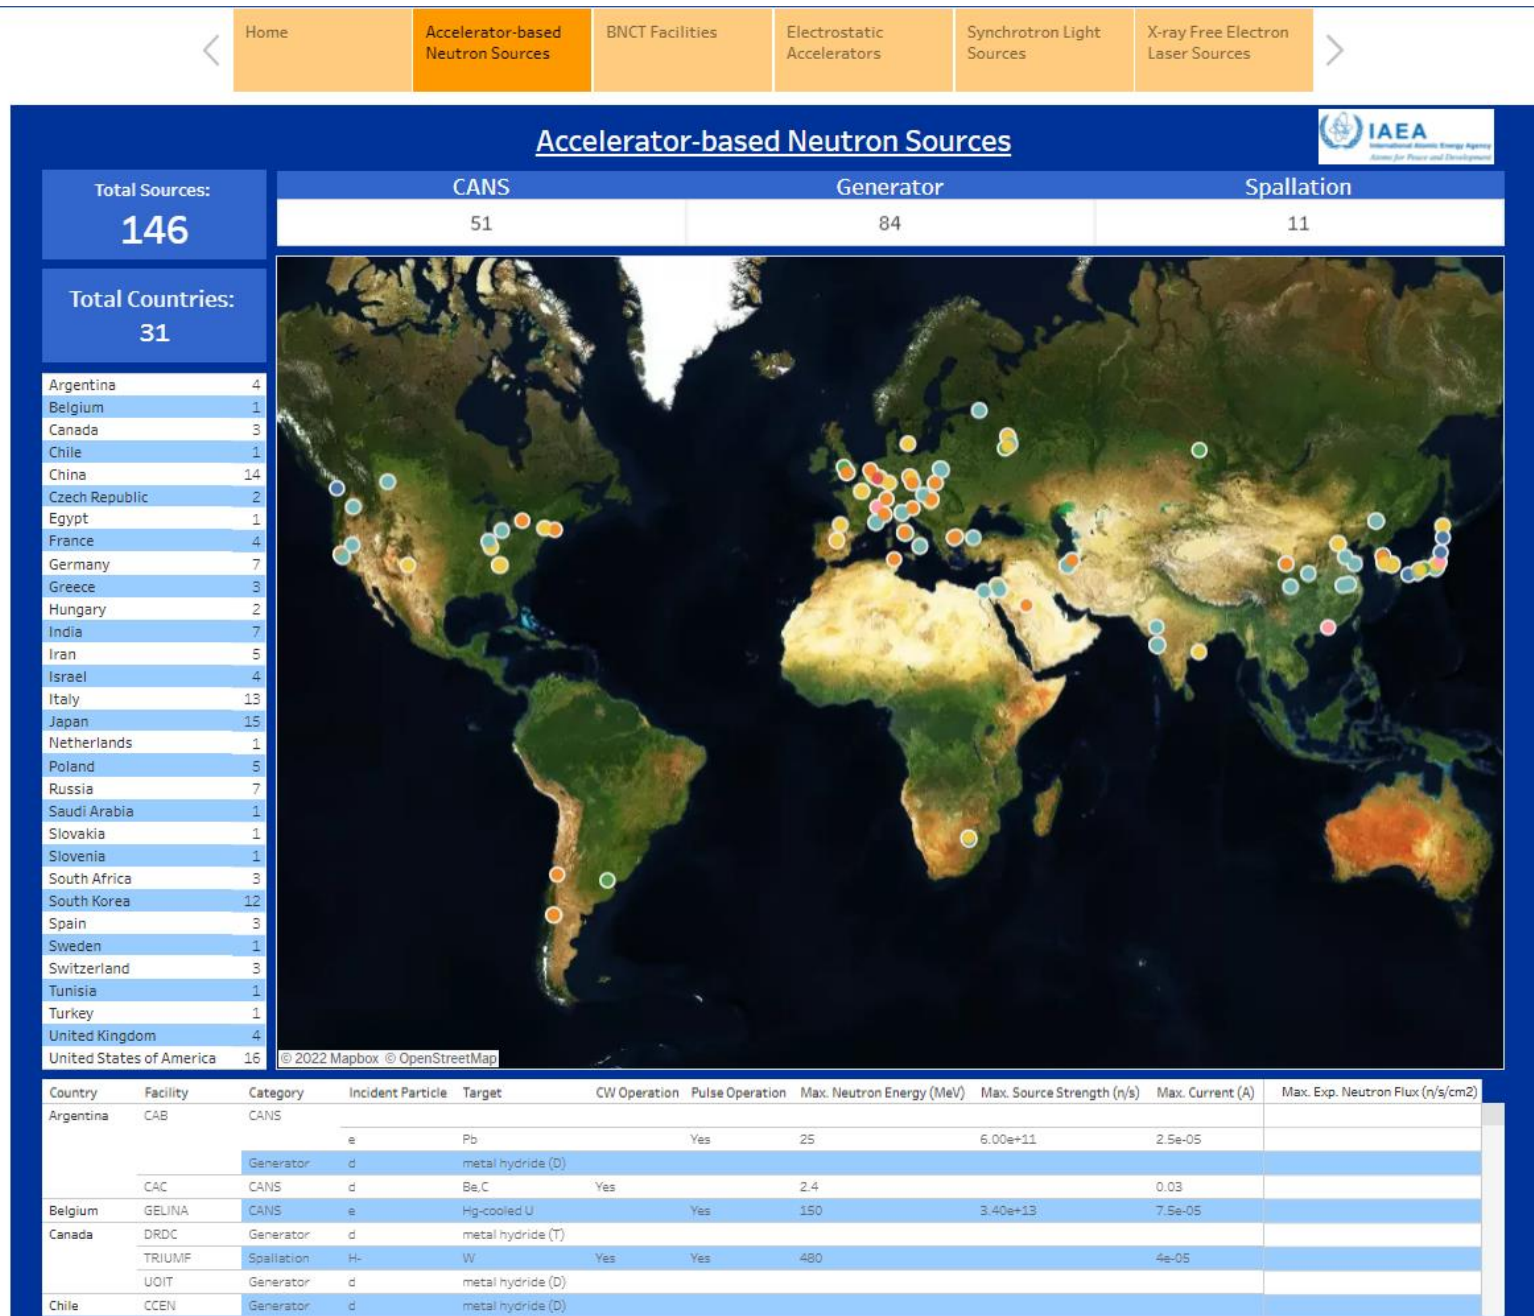 Home
Accelerator-based
Neutron Sources
BNCT Facilities
Electrostatic
Accelerators
Synchrotron Light
Sources
X-ray Free Electron
Laser Sources
Accelerator-based Neutron Sources
IAEA
International Atomic Energy Agency
Atoms for Peace and Development
Total Sources:
146
CANS Generator Spallation
51 84 11
Total Countries:
31
Argentina 4
Belgium 1
Canada 3
Chile 1
China 14
Czech Republic 2
Egypt 1
France 4
Germany 7
Greece 3
Hungary 2
India 7
Iran 5
Israel 4
Italy 13
Japan 15
Netherlands 1
Poland 5
Russia 7
Saudi Arabia 1
Slovakia 1
Slovenia 1
South Africa 3
South Korea 12
Spain 3
Sweden 1
Switzerland 3
Tunisia 1
Turkey 1
United Kingdom 4
United States of America 16
© 2022 Mapbox © OpenStreetMap
Country Facility Category Incident Particle Target CW Operation Pulse Operation Max. Neutron Energy (MeV) Max. Source Strength (n/s) Max. Current (A) Max. Exp. Neutron Flux (n/s/cm2)
Argentina CAB CANS
e Pb Yes 25 6.00e+11 2.5e-05
Generator d metal hydride (D)
CAC CANS d Be,C Yes 2.4 0.03
Belgium GELINA CANS e Hg-cooled U Yes 150 3.40e+13 7.5e-05
Canada DRDC Generator d metal hydride (T)
TRIUMF Spallation H- W Yes Yes 480 4e-05
UOIT Generator d metal hydride (D)
Chile CCEN Generator d metal hydride (D)